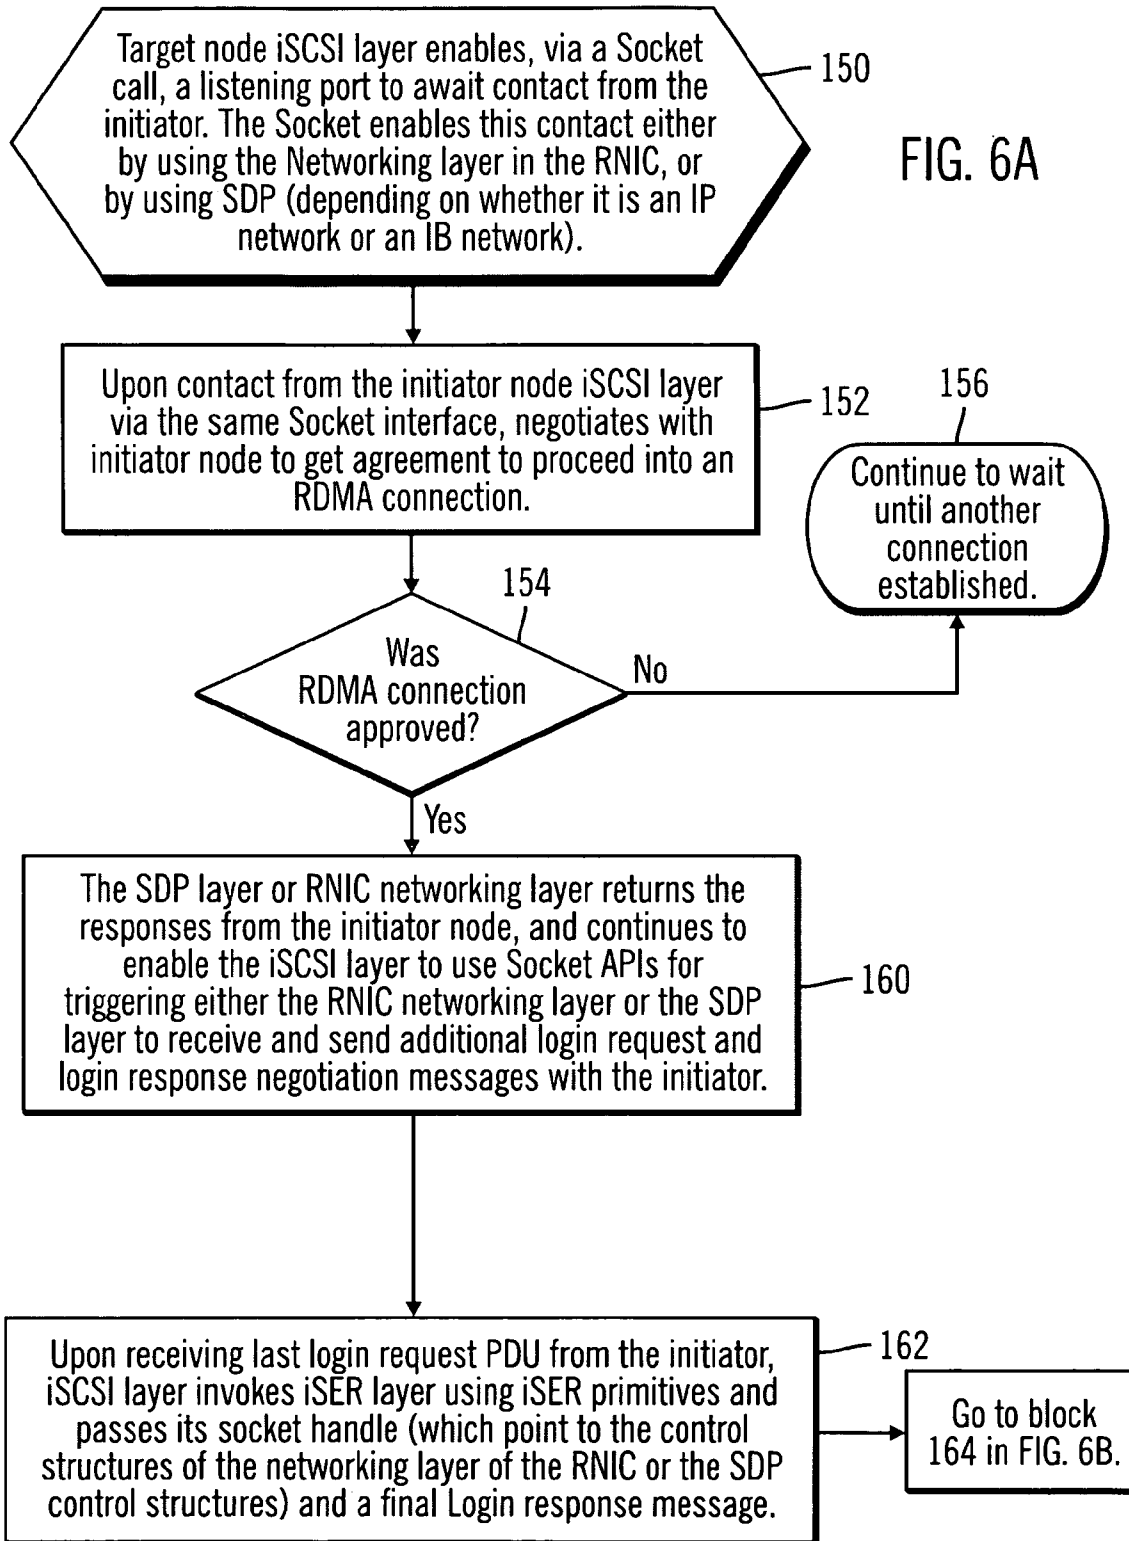 Target node iSCSI layer enables, via a Socket
call, a listening port to await contact from the
initiator. The Socket enables this contact either
by using the Networking layer in the RNIC, or
by using SDP (depending on whether it is an IP
network or an IB network).
150
FIG. 6A
Upon contact from the initiator node iSCSI layer
via the same Socket interface, negotiates with
initiator node to get agreement to proceed into an
RDMA connection.
152
156
Continue to wait
until another
connection
established.
154
Was
RDMA connection
approved?
No
Yes
The SDP layer or RNIC networking layer returns the
responses from the initiator node, and continues to
enable the iSCSI layer to use Socket APIs for
triggering either the RNIC networking layer or the SDP
layer to receive and send additional login request and
login response negotiation messages with the initiator.
160
Upon receiving last login request PDU from the initiator,
iSCSI layer invokes iSER layer using iSER primitives and
passes its socket handle (which point to the control
structures of the networking layer of the RNIC or the SDP
control structures) and a final Login response message.
162
Go to block
164 in FIG. 6B.